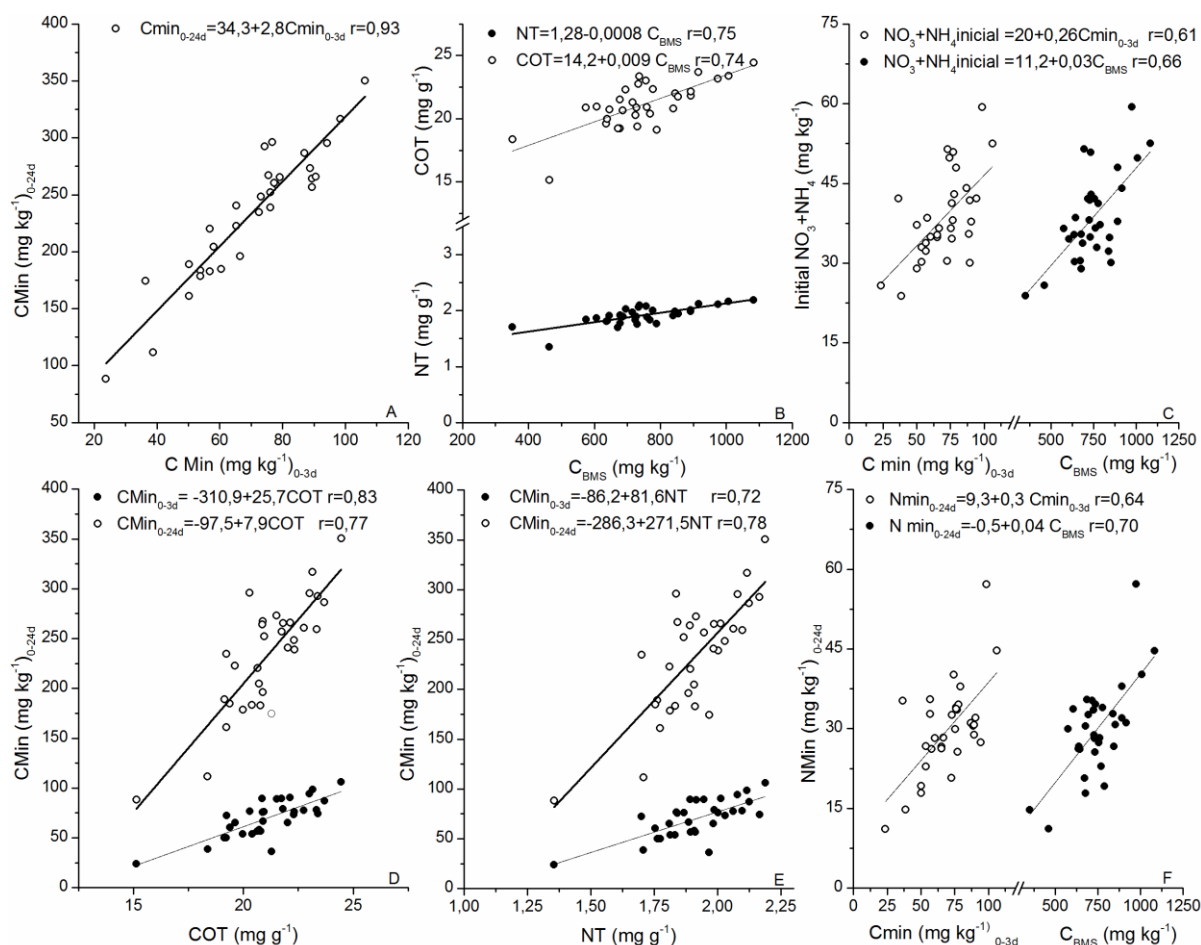 Cmin0-24d=34,3+2,8Cmin0-3d r=0,93
CMin (mg kg-1)0-24d
400
350
300
250
200
150
100
50
20 40 60 80 100 120
A
C Min (mg kg-1)0-3d
NT=1,28-0,0008 CBMS r=0,75
COT=14,2+0,009 CBMS r=0,74
COT (mg g-1)
25
20
15
NT (mg g-1)
3
2
1
0
200 400 600 800 1000 1200
B
CBMS (mg kg-1)
NO3+NH4inicial =20+0,26Cmin0-3d r=0,61
NO3+NH4inicial =11,2+0,03CBMS r=0,66
Initial NO3+NH4 (mg kg-1)
75
60
45
30
15
0
0 25 50 75 100 500 750 1000 1250
C
C min (mg kg-1)0-3d CBMS (mg kg-1)
CMin0-3d= -310,9+25,7COT r=0,83
CMin0-24d=-97,5+7,9COT r=0,77
CMin (mg kg-1)0-24d
400
350
300
250
200
150
100
50
0
15 20 25
D
COT (mg g-1)
CMin0-3d=-86,2+81,6NT r=0,72
CMin0-24d=-286,3+271,5NT r=0,78
CMin (mg kg-1)0-24d
400
350
300
250
200
150
100
50
0
1,00 1,25 1,50 1,75 2,00 2,25
E
NT (mg g-1)
Nmin0-24d=9,3+0,3 Cmin0-3d r=0,64
N min0-24d=-0,5+0,04 CBMS r=0,70
NMin (mg kg-1) 0-24d
75
60
45
30
15
0
0 25 50 75 100 500 750 1000 1250
F
Cmin (mg kg-1) 0-3d CBMS (mg kg-1)